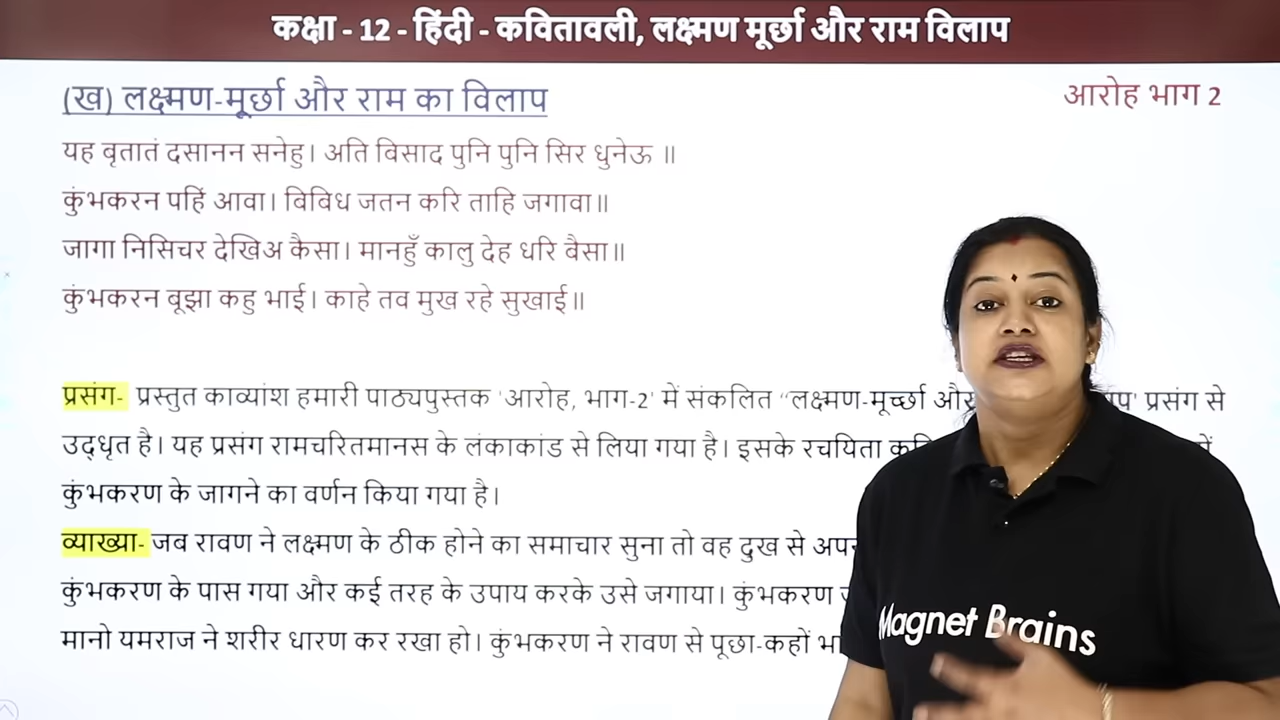 कक्षा - 12 - हिंदी - कवितावली, लक्ष्मण मूर्छा और राम विलाप
(ख) लक्ष्मण-मूर्छा और राम का विलाप
आरोह भाग 2
यह बृतातं दसानन सनेहु। अति विसाद पुनि पुनि सिर धुनेऊ ॥
कुंभकरन पहिं आवा। विविध जतन करि ताहि जगावा॥
जागा निसिचर देखिअ कैसा। मानहुँ कालु देह धरि बैसा॥
कुंभकरन बूझा कहु भाई। काहे तव मुख रहे सुखाई॥
प्रसंग- प्रस्तुत काव्यांश हमारी पाठ्यपुस्तक 'आरोह, भाग-2' में संकलित “लक्ष्मण-मूर्च्छा और प्रसंग से
उद्धृत है। यह प्रसंग रामचरितमानस के लंकाकांड से लिया गया है। इसके रचयिता
कुंभकरण के जागने का वर्णन किया गया है।
व्याख्या- जब रावण ने लक्ष्मण के ठीक होने का समाचार सुना तो वह दुख से
कुंभकरण के पास गया और कई तरह के उपाय करके उसे जगाया। कुंभकरण
मानो यमराज ने शरीर धारण कर रखा हो। कुंभकरण ने रावण से पूछा-कहों
Magnet Brains